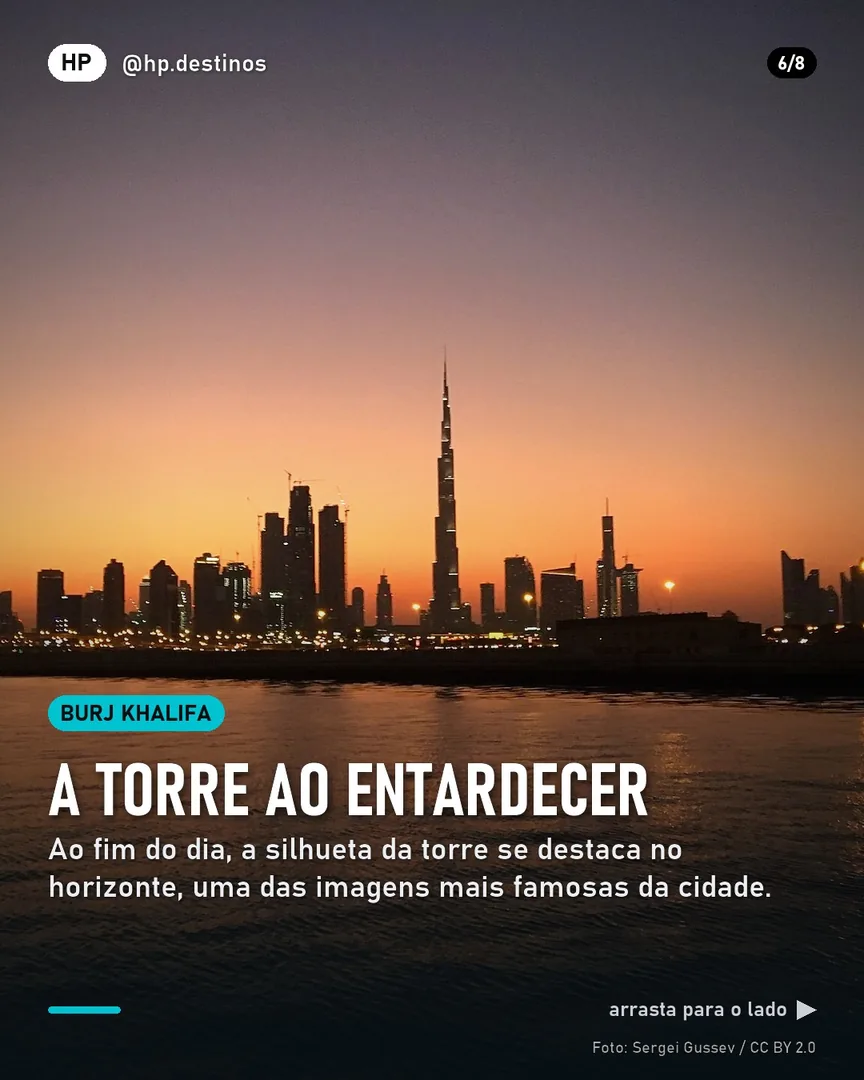 HP @hp.destinos 6/8
BURJ KHALIFA
A TORRE AO ENTARDECER
Ao fim do dia, a silhueta da torre se destaca no
horizonte, uma das imagens mais famosas da cidade.
arrasta para o lado ▶
Foto: Sergei Gussev / CC BY 2.0